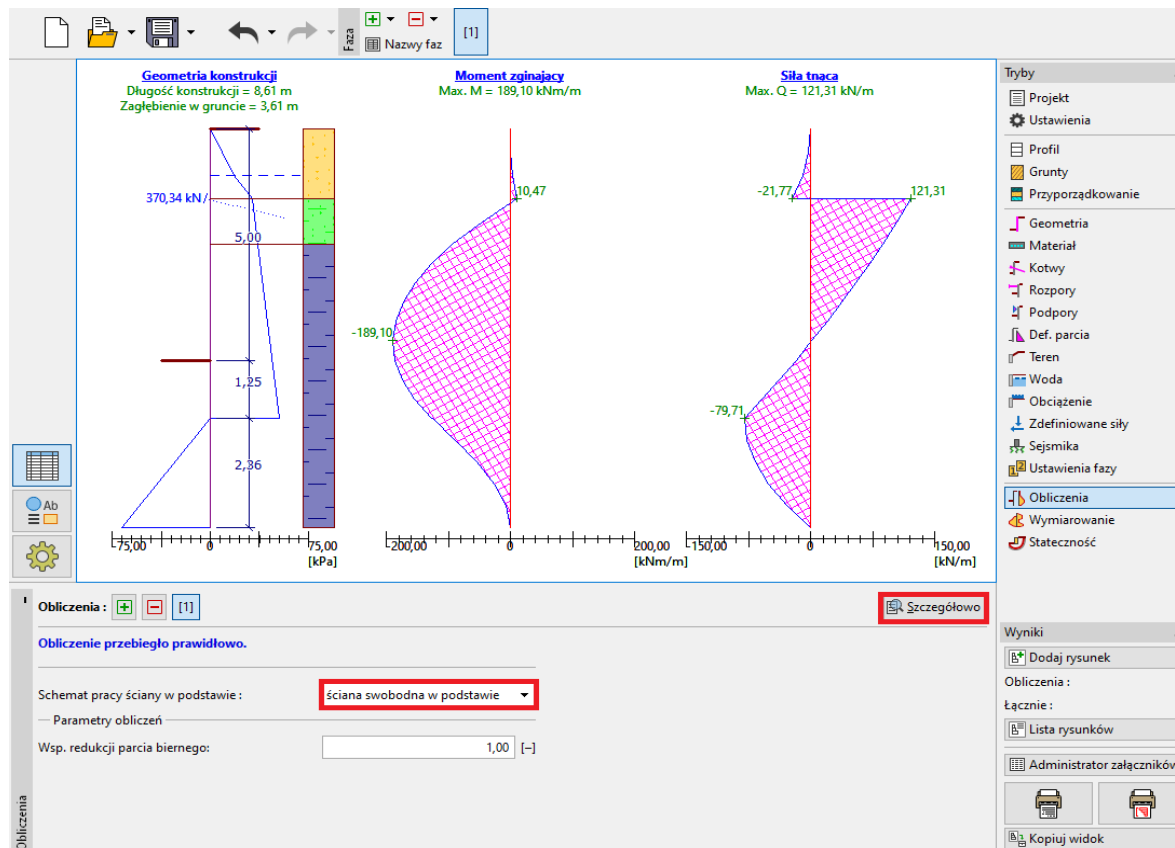 Faza
Nazwy faz
[1]
Geometria konstrukcji
Długość konstrukcji = 8,61 m
Zagłębienie w gruncie = 3,61 m
370,34 kN/
5,00
1,25
2,36
-75,00 0 75,00
[kPa]
Moment zginający
Max. M = 189,10 kNm/m
10,47
-189,10
-200,00 0 200,00
[kNm/m]
Siła tnąca
Max. Q = 121,31 kN/m
-21,77 121,31
-79,71
-150,00 0 150,00
[kN/m]
Ab
Tryby
Projekt
Ustawienia
Profil
Grunty
Przyporządkowanie
Geometria
Materiał
Kotwy
Rozpory
Podpory
Def. parcia
Teren
Woda
Obciążenie
Zdefiniowane siły
Sejsmika
Ustawienia fazy
Obliczenia
Wymiarowanie
Stateczność
Obliczenia : [1] Szczegółowo
Obliczenie przebiegło prawidłowo.
Schemat pracy ściany w podstawie : ściana swobodna w podstawie
Parametry obliczeń
Wsp. redukcji parcia biernego: 1,00 [–]
Obliczenia
Wyniki
Dodaj rysunek
Obliczenia :
Łącznie :
Lista rysunków
Administrator załączników
Kopiuj widok